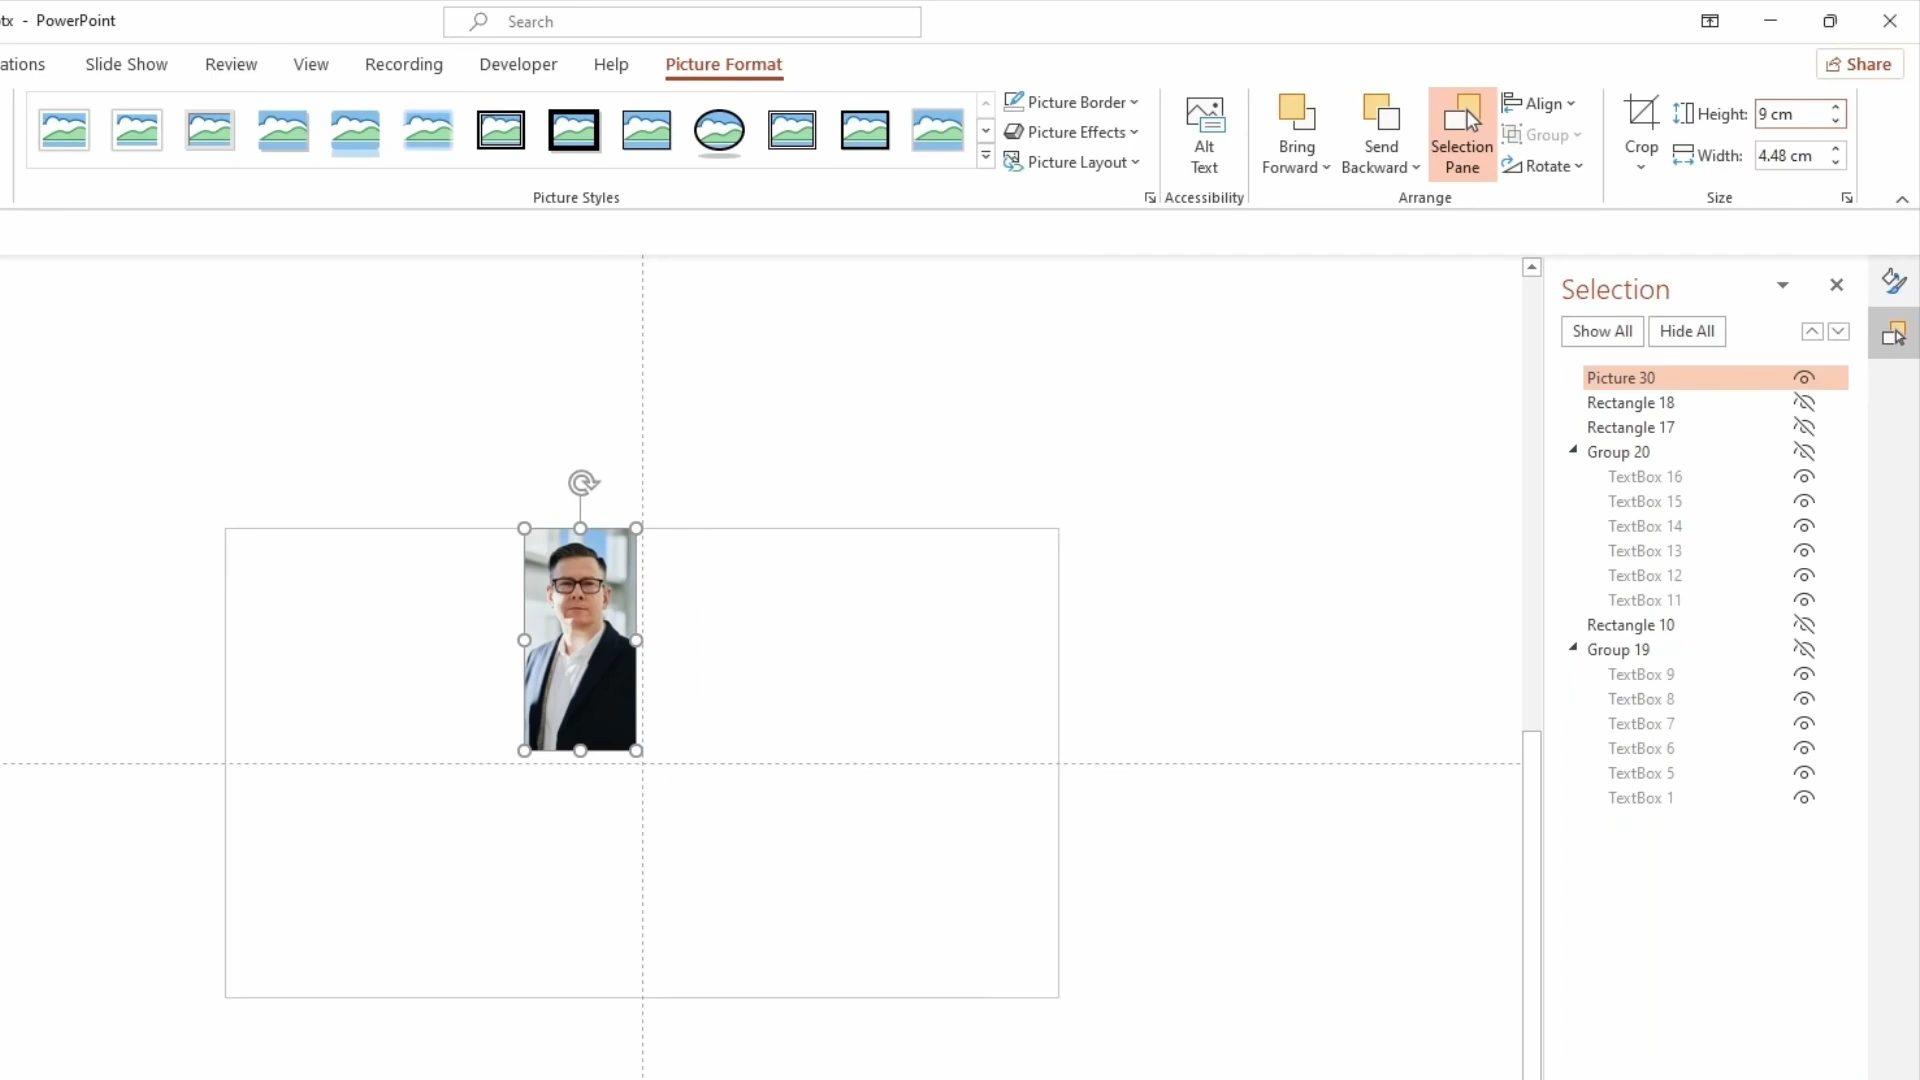 tx - PowerPoint
Search
ations
Slide Show
Review
View
Recording
Developer
Help
Picture Format
Share
Picture Border
Picture Effects
Picture Layout
Alt
Text
Bring
Forward
Send
Backward
Selection
Pane
Align
Group
Rotate
Crop
Height:
9 cm
Width:
4.48 cm
Picture Styles
Accessibility
Arrange
Size
Selection
Show All
Hide All
Picture 30
Rectangle 18
Rectangle 17
Group 20
TextBox 16
TextBox 15
TextBox 14
TextBox 13
TextBox 12
TextBox 11
Rectangle 10
Group 19
TextBox 9
TextBox 8
TextBox 7
TextBox 6
TextBox 5
TextBox 1